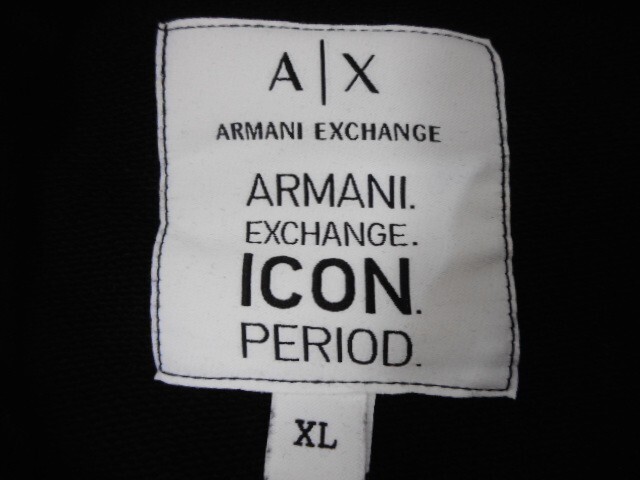 A|X
ARMANI EXCHANGE
ARMANI.
EXCHANGE.
ICON.
PERIOD.
XL